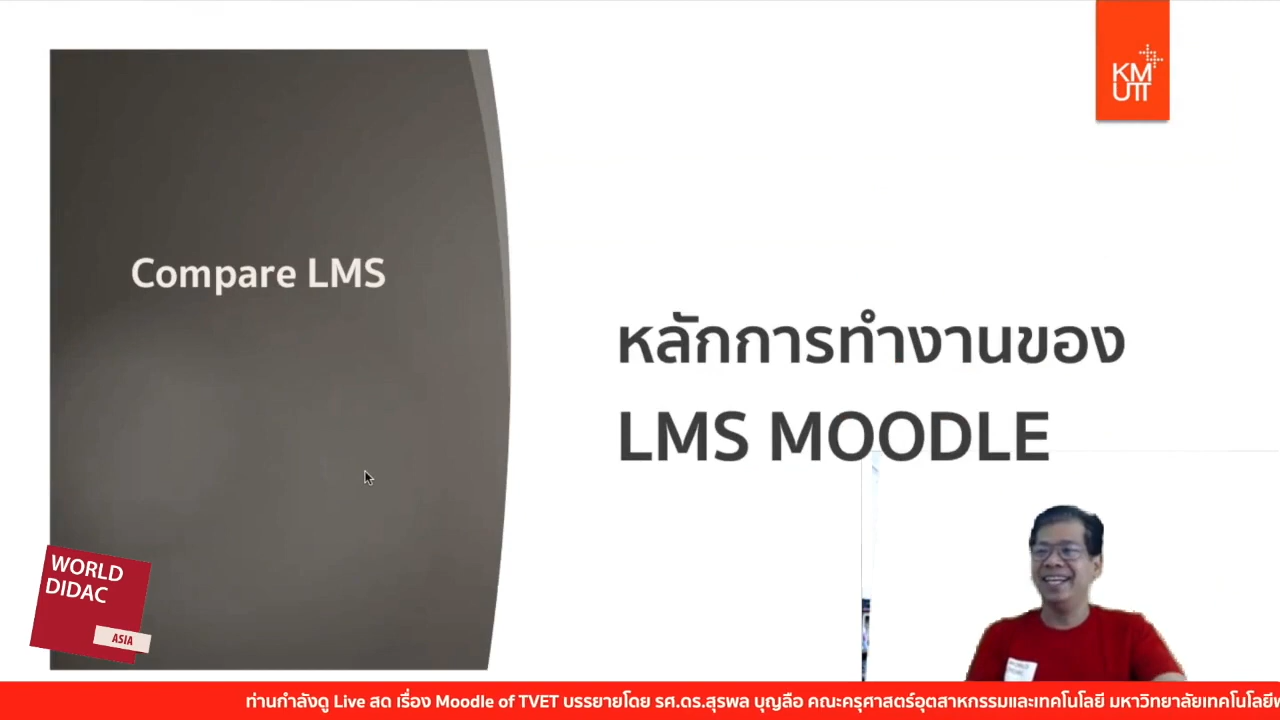 KM
UTT
Compare LMS
หลักการทำงานของ
LMS MOODLE
WORLD
DIDAC
ASIA
ท่านกำลังดู Live สด เรื่อง Moodle of TVET บรรยายโดย รศ.ดร.สุรพล บุญลือ คณะครุศาสตร์อุตสาหกรรมและเทคโนโลยี มหาวิทยาลัยเทคโนโลยี